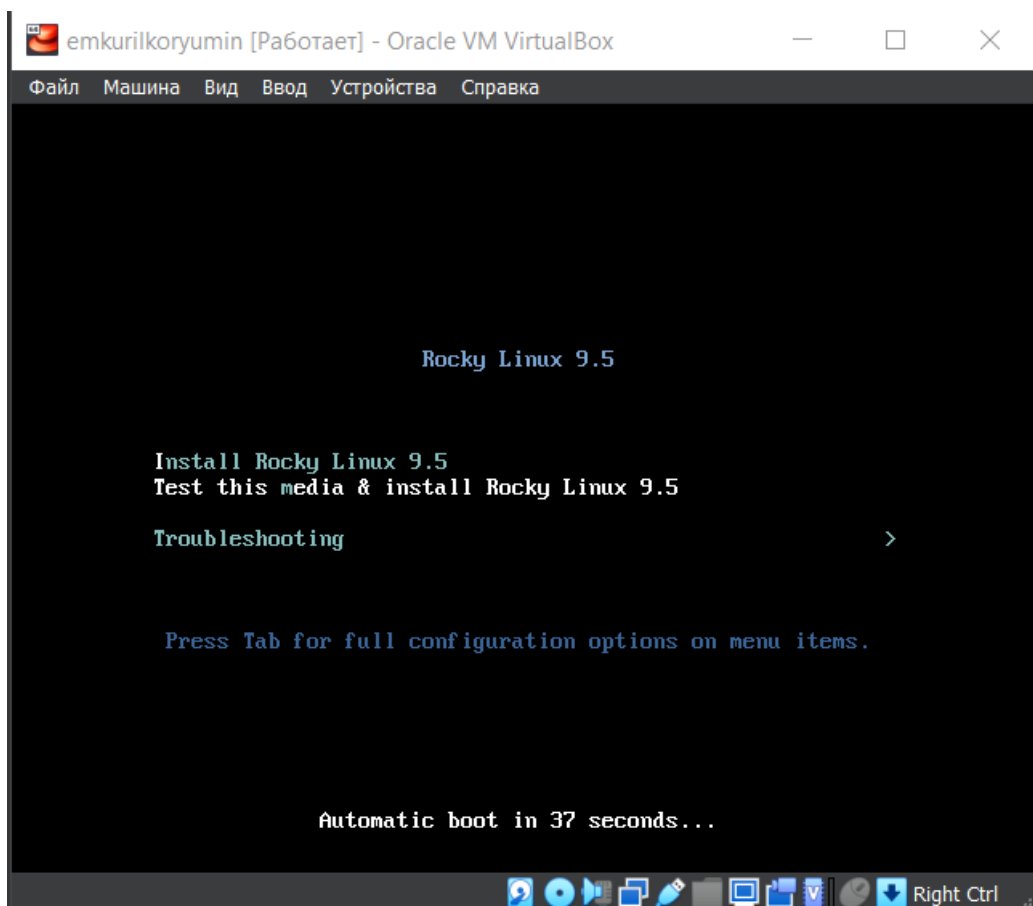 emkurilkoryumin [Работает] - Oracle VM VirtualBox
Файл Машина Вид Ввод Устройства Справка
Rocky Linux 9.5
Install Rocky Linux 9.5
Test this media & install Rocky Linux 9.5
Troubleshooting >
Press Tab for full configuration options on menu items.
Automatic boot in 37 seconds...
Right Ctrl